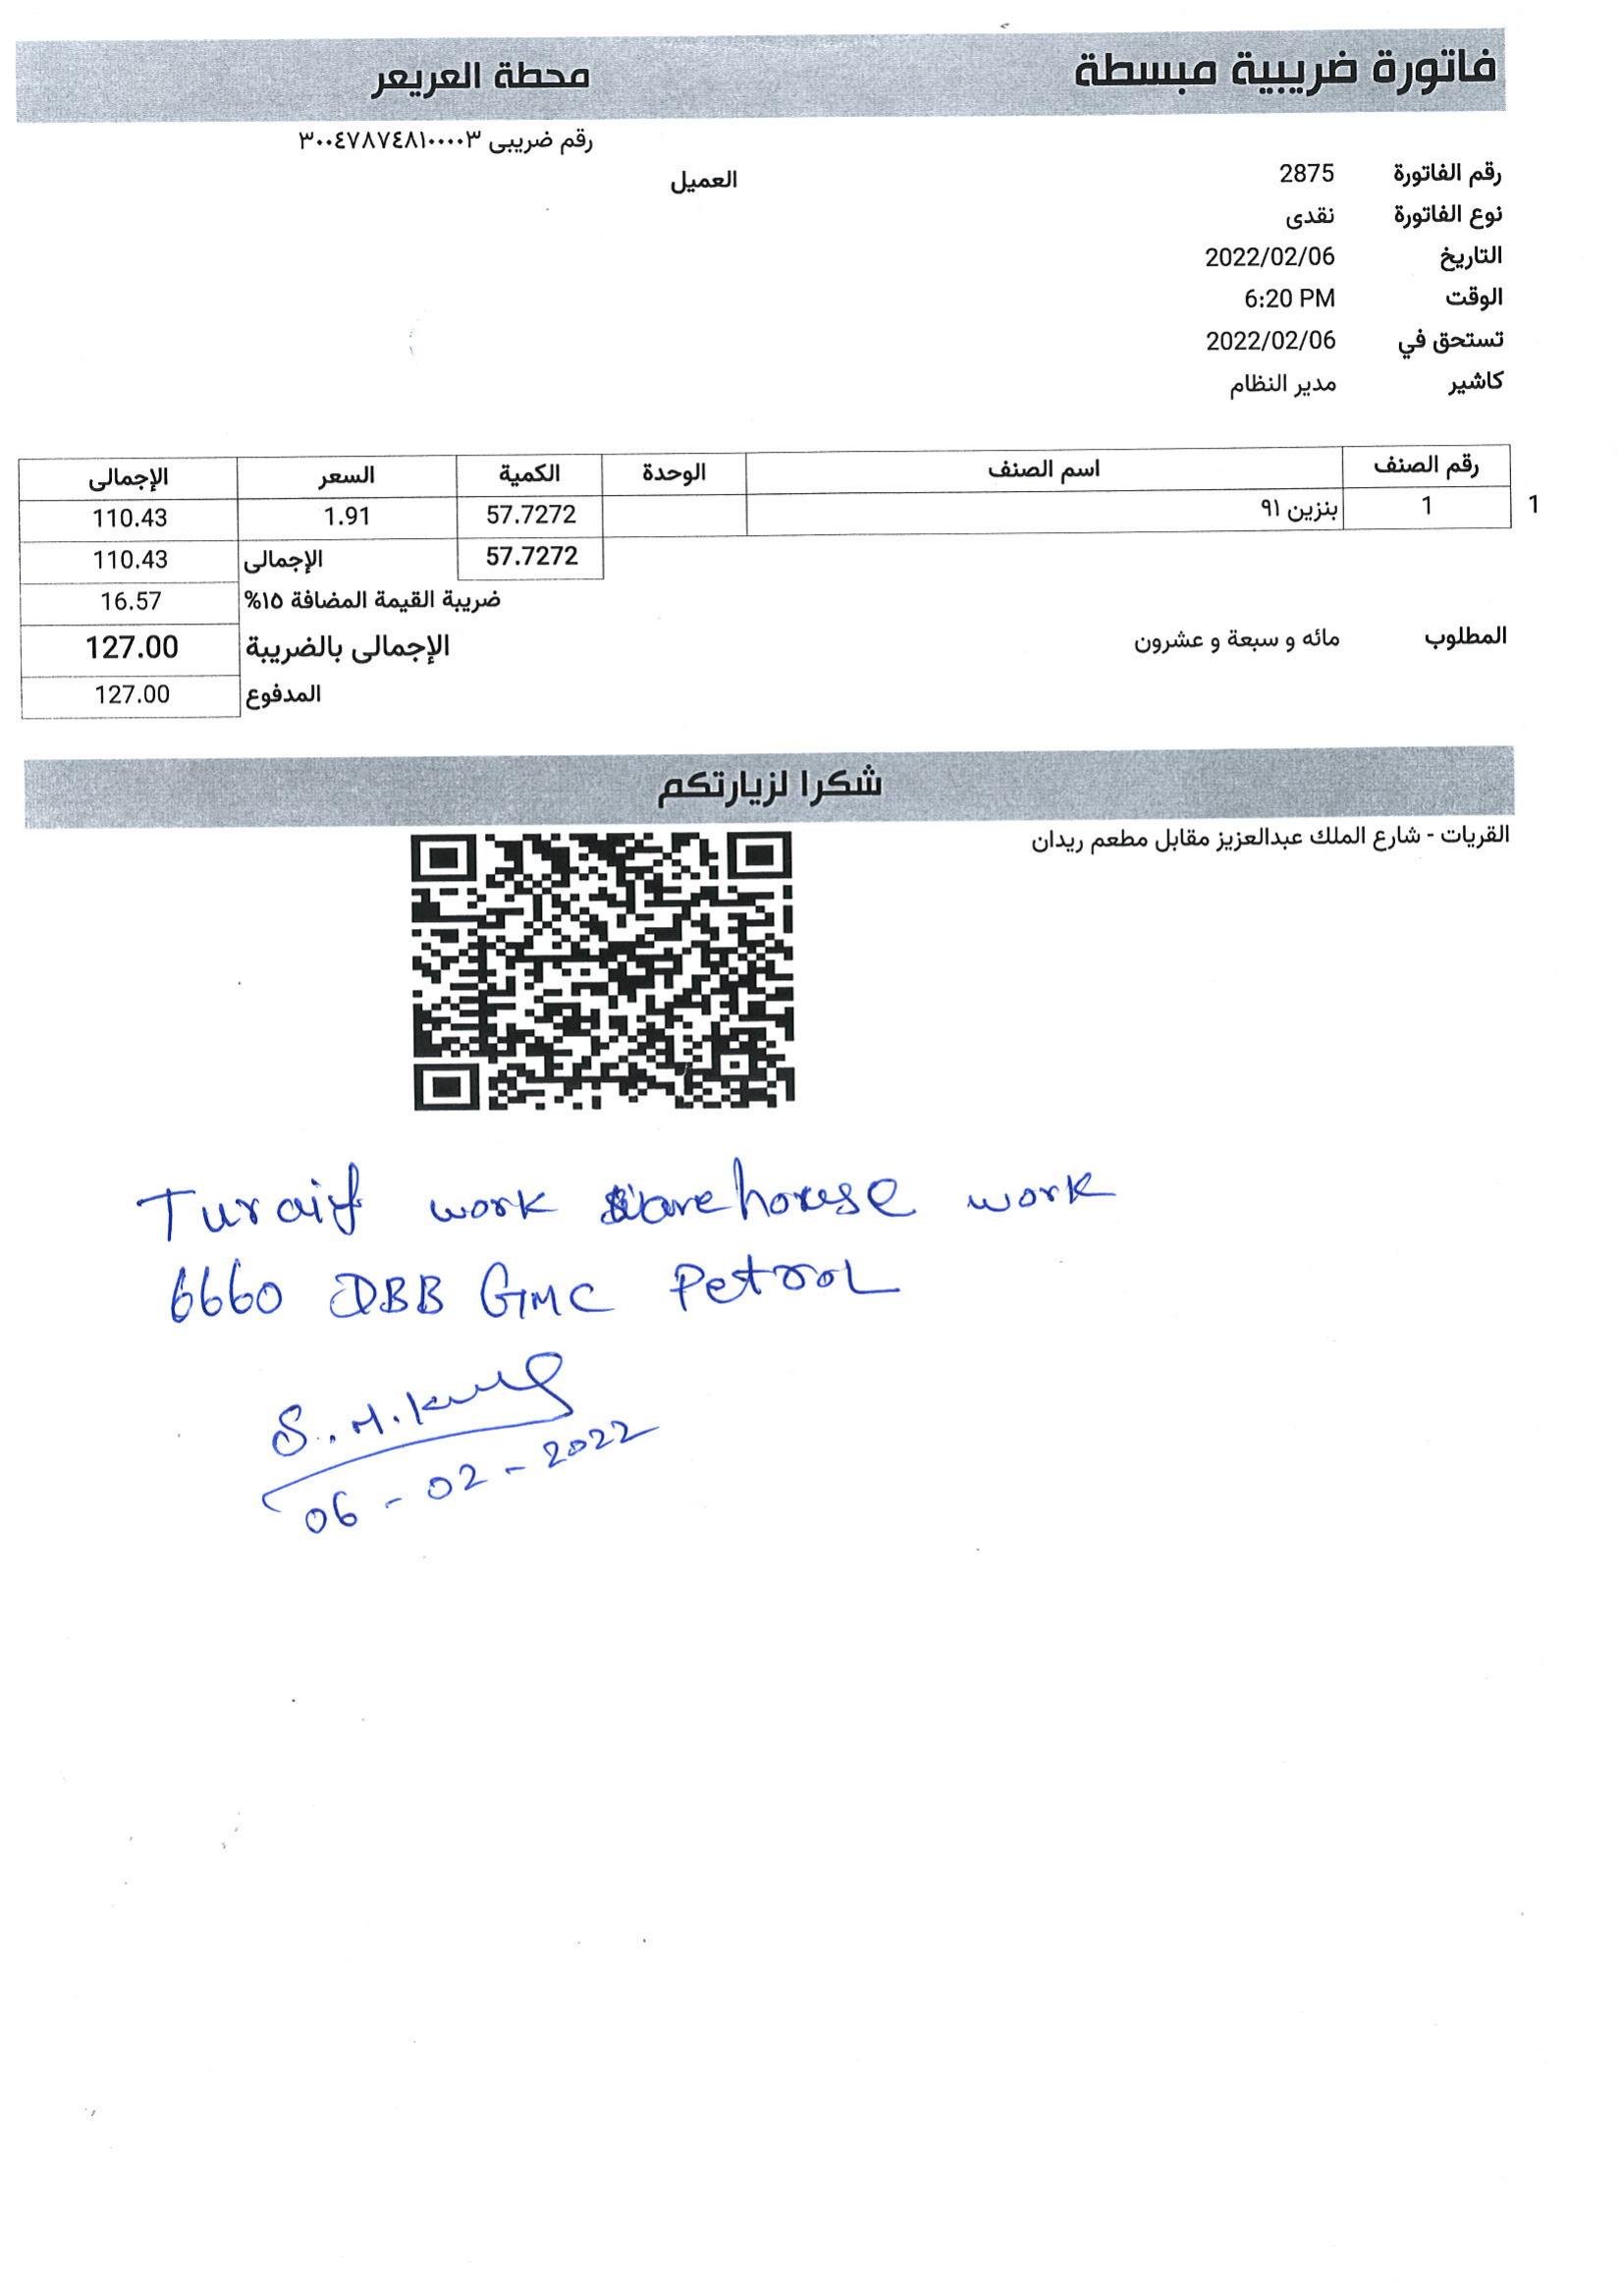 فاتورة ضريبية مبسطة
محطة العريعر
رقم ضريبى ٣٠٠٤٧٨٧٤٨١٠٠٠٠٣
العميل
رقم الفاتورة 2875
نوع الفاتورة نقدى
التاريخ 2022/02/06
الوقت 6:20 PM
تستحق في 2022/02/06
كاشير مدير النظام
رقم الصنف اسم الصنف الوحدة الكمية السعر الإجمالى
1 1 بنزين ٩١ 57.7272 1.91 110.43
57.7272 الإجمالى 110.43
ضريبة القيمة المضافة ١٥% 16.57
المطلوب مائه و سبعة و عشرون
الإجمالى بالضريبة 127.00
المدفوع 127.00
شكرا لزيارتكم
القريات - شارع الملك عبدالعزيز مقابل مطعم ريدان
Turaif work warehouse work
6660 DBB GMC Petrol
06 - 02 - 2022